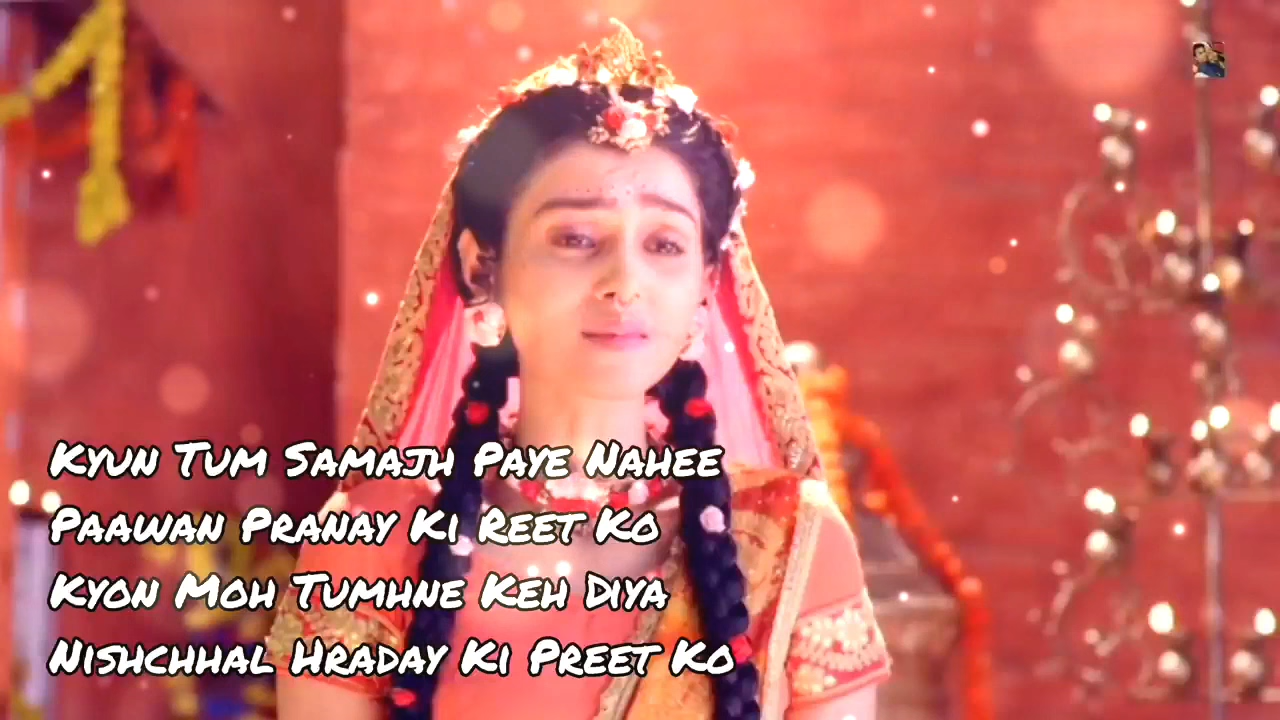 Kyun Tum Samajh Paye Nahee
Paawan Pranay Ki Reet Ko
Kyon Moh Tumhne Keh Diya
Nishchhal Hraday Ki Preet Ko